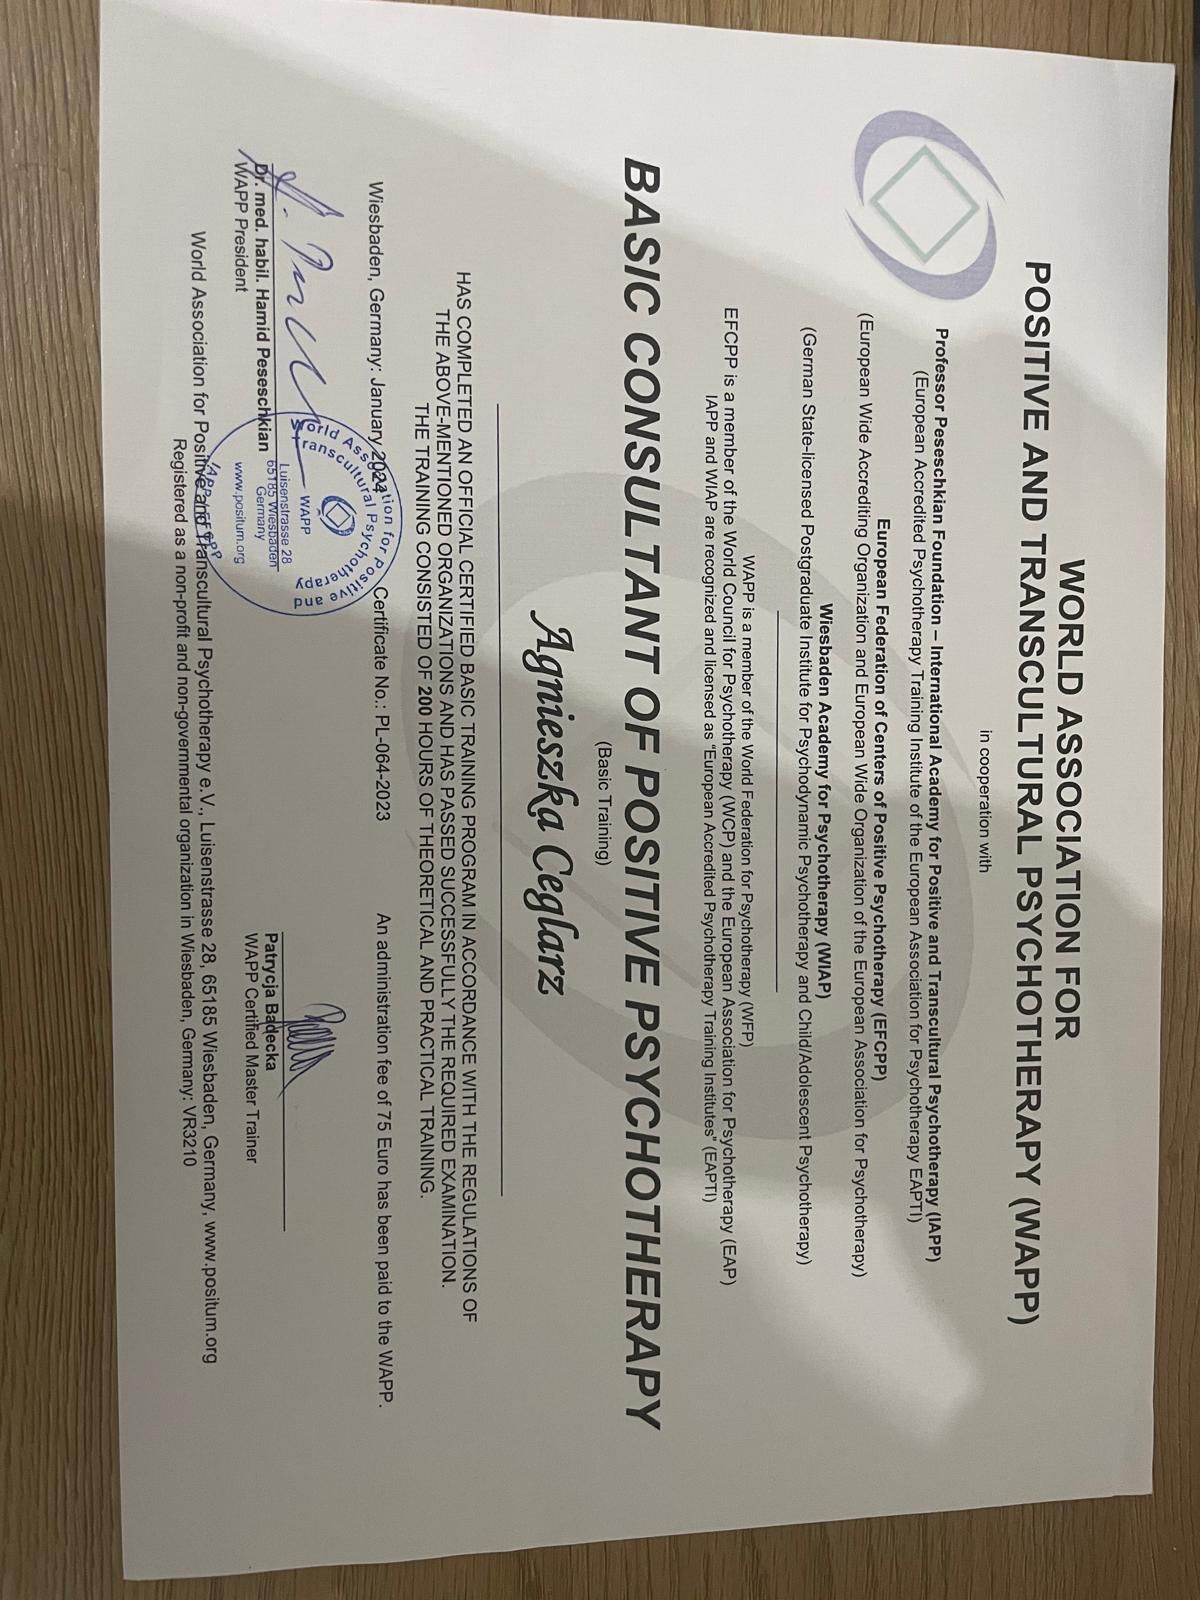 WORLD ASSOCIATION FOR
POSITIVE AND TRANSCULTURAL PSYCHOTHERAPY (WAPP)
in cooperation with
Professor Peseschkian Foundation – International Academy for Positive and Transcultural Psychotherapy (IAPP)
(European Accredited Psychotherapy Training Institute of the European Association for Psychotherapy EAPTI)
European Federation of Centers of Positive Psychotherapy (EFCPP)
(European Wide Accrediting Organization and European Wide Organization of the European Association for Psychotherapy)
Wiesbaden Academy for Psychotherapy (WIAP)
(German State-licensed Postgraduate Institute for Psychodynamic Psychotherapy and Child/Adolescent Psychotherapy)
WAPP is a member of the World Federation for Psychotherapy (WFP)
EFCPP is a member of the World Council for Psychotherapy (WCP) and the European Association for Psychotherapy (EAP)
IAPP and WIAP are recognized and licensed as "European Accredited Psychotherapy Training Institutes" (EAPTI)
BASIC CONSULTANT OF POSITIVE PSYCHOTHERAPY
(Basic Training)
Agnieszka Ceglarz
HAS COMPLETED AN OFFICIAL CERTIFIED BASIC TRAINING PROGRAM IN ACCORDANCE WITH THE REGULATIONS OF
THE ABOVE-MENTIONED ORGANIZATIONS AND HAS PASSED SUCCESSFULLY THE REQUIRED EXAMINATION.
THE TRAINING CONSISTED OF 200 HOURS OF THEORETICAL AND PRACTICAL TRAINING.
Wiesbaden, Germany: January 2024 Certificate No.: PL-064-2023 An administration fee of 75 Euro has been paid to the WAPP.
World Association for Positive and
Transcultural Psychotherapy
WAPP
Luisenstrasse 28
65185 Wiesbaden
Germany
www.positum.org
Dr. med. habil. Hamid Peseschkian
WAPP President
Patrycja Badecka
WAPP Certified Master Trainer
World Association for Positive and Transcultural Psychotherapy e.V., Luisenstrasse 28, 65185 Wiesbaden, Germany, www.positum.org
Registered as a non-profit and non-governmental organization in Wiesbaden, Germany: VR3210